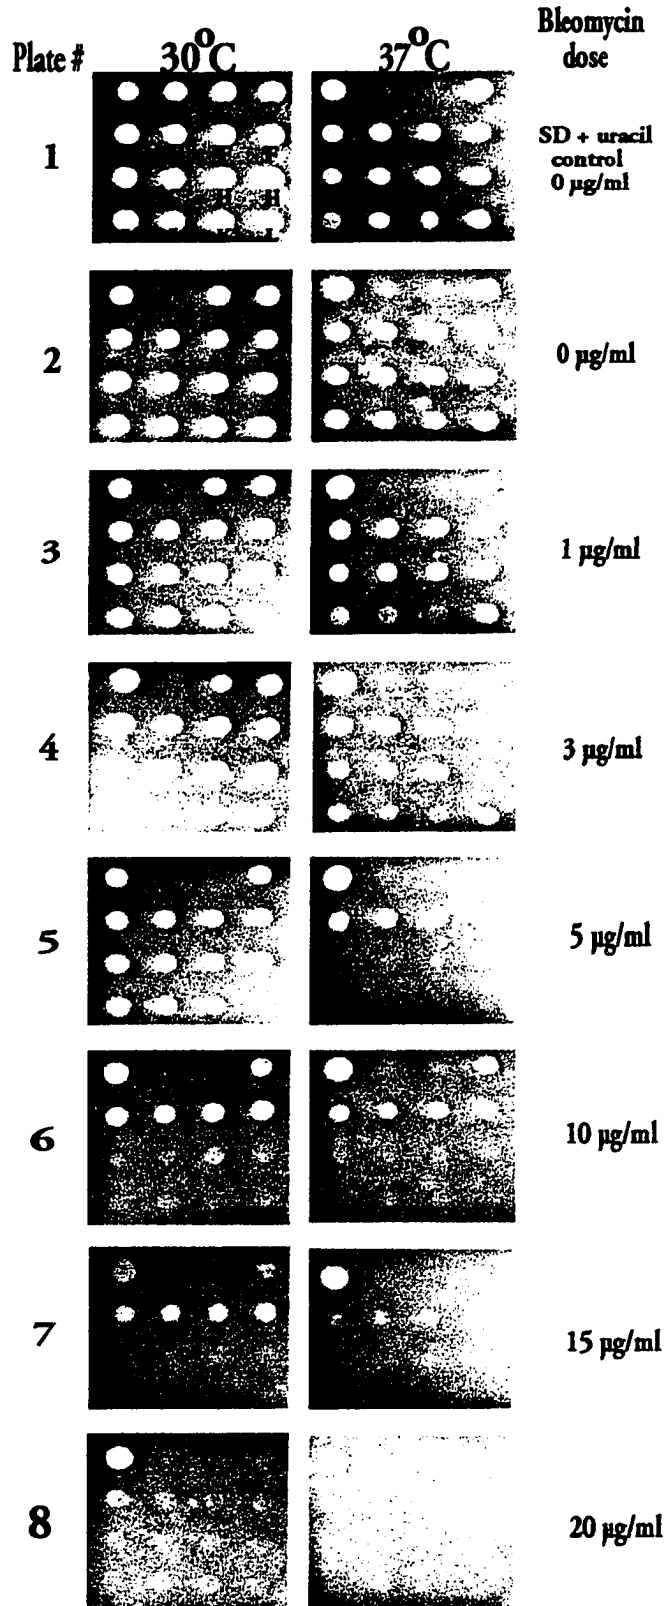 Plate #
30°C
37°C
Bleomycin
dose
1
SD + uracil
control
0 µg/ml
H H
L
2
0 µg/ml
3
1 µg/ml
4
3 µg/ml
5
5 µg/ml
6
10 µg/ml
7
15 µg/ml
8
20 µg/ml